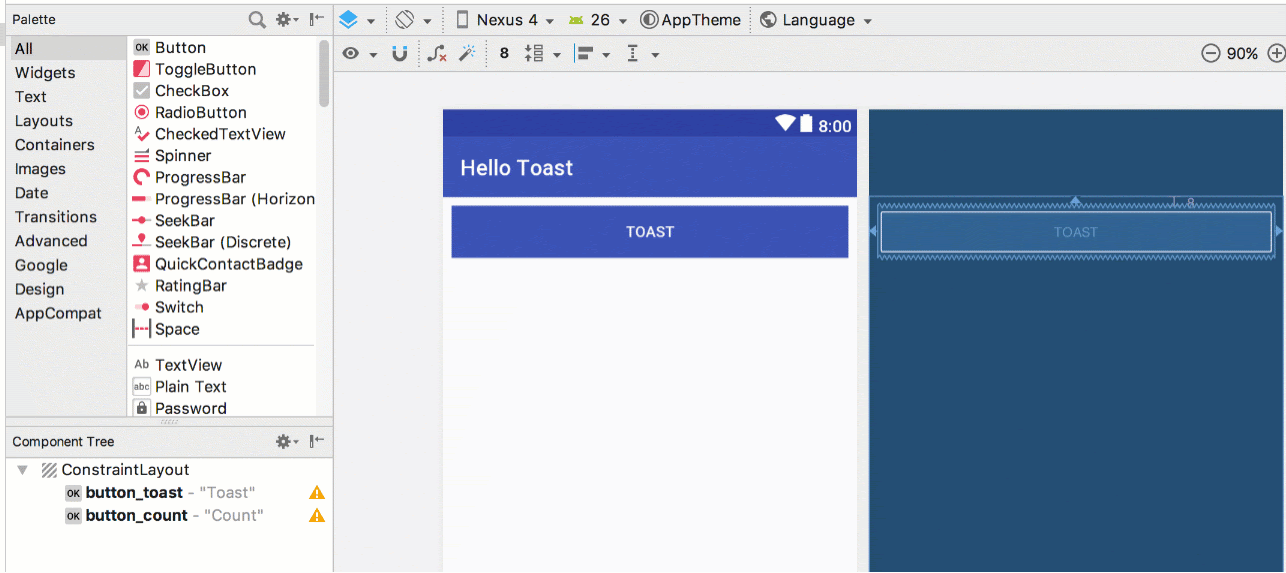 Palette
All
Widgets
Text
Layouts
Containers
Images
Date
Transitions
Advanced
Google
Design
AppCompat
OK Button
ToggleButton
CheckBox
RadioButton
A CheckedTextView
Spinner
ProgressBar
ProgressBar (Horizon
SeekBar
SeekBar (Discrete)
QuickContactBadge
RatingBar
Switch
Space
Ab TextView
abc Plain Text
Password
Component Tree
ConstraintLayout
OK button_toast - "Toast"
OK button_count - "Count"
Nexus 4 26 AppTheme Language
8 90%
8:00
Hello Toast
TOAST
8
TOAST